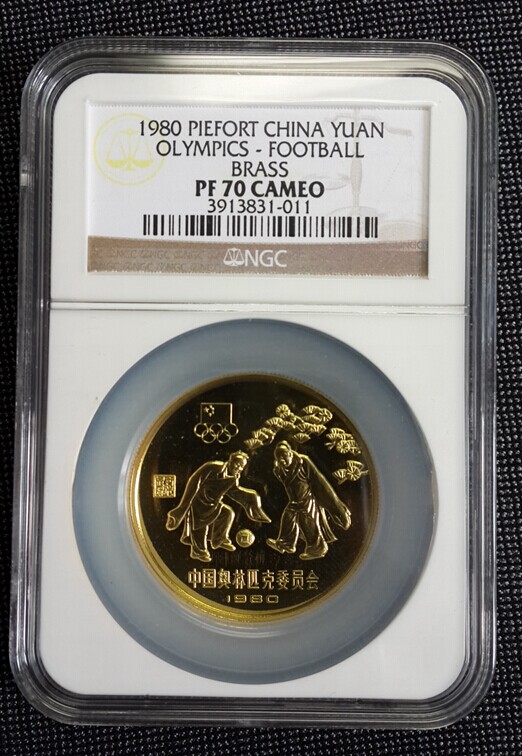 1980 PIEFORT CHINA YUAN
OLYMPICS - FOOTBALL
BRASS
PF 70 CAMEO
3913831-011
NGC
中国奥林匹克委员会
1980